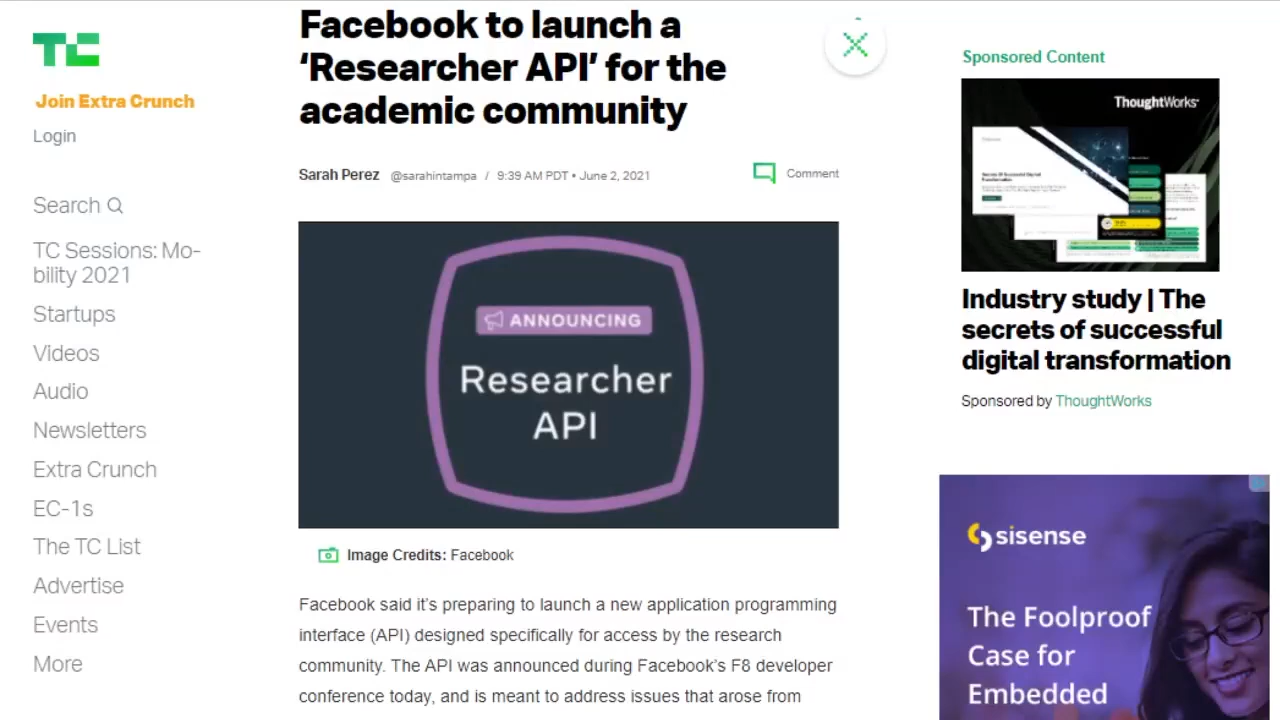 TC
Join Extra Crunch
Login
Search
TC Sessions: Mo-
bility 2021
Startups
Videos
Audio
Newsletters
Extra Crunch
EC-1s
The TC List
Advertise
Events
More
Facebook to launch a
‘Researcher API’ for the
academic community
Sarah Perez @sarahintampa / 9:39 AM PDT • June 2, 2021
Comment
ANNOUNCING
Researcher
API
Image Credits: Facebook
Facebook said it’s preparing to launch a new application programming
interface (API) designed specifically for access by the research
community. The API was announced during Facebook’s F8 developer
conference today, and is meant to address issues that arose from
Sponsored Content
ThoughtWorks
Industry study | The
secrets of successful
digital transformation
Sponsored by ThoughtWorks
sisense
The Foolproof
Case for
Embedded